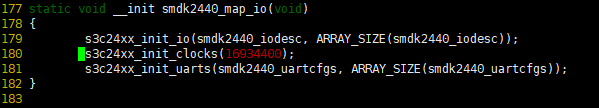 177 static void __init smdk2440_map_io(void)
178 {
179         s3c24xx_init_io(smdk2440_iodesc, ARRAY_SIZE(smdk2440_iodesc));
180         s3c24xx_init_clocks(16934400);
181         s3c24xx_init_uarts(smdk2440_uartcfgs, ARRAY_SIZE(smdk2440_uartcfgs));
182 }
183